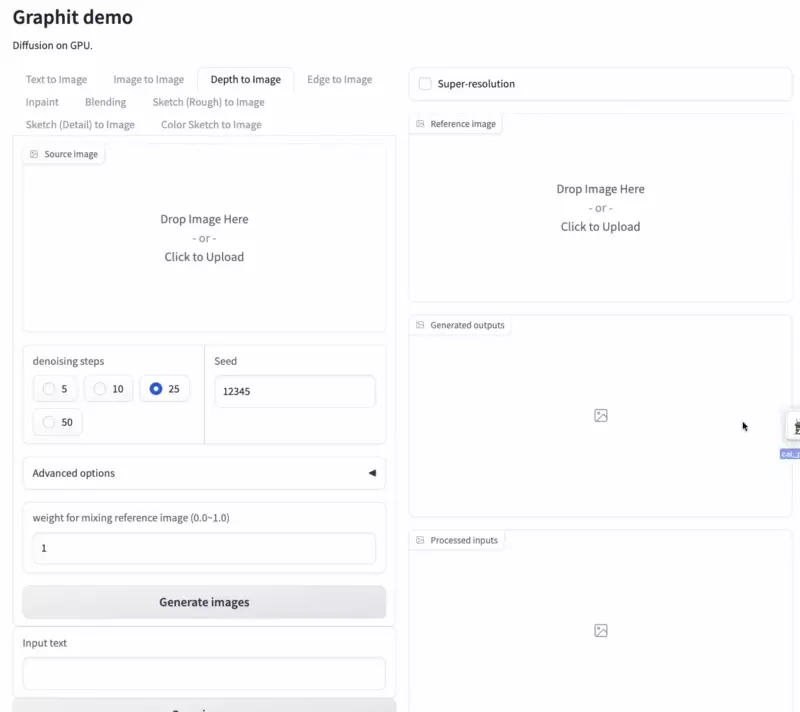 Graphit demo
Diffusion on GPU.
Text to Image
Image to Image
Depth to Image
Edge to Image
Inpaint
Blending
Sketch (Rough) to Image
Sketch (Detail) to Image
Color Sketch to Image
Source image
Drop Image Here
- or -
Click to Upload
denoising steps
5
10
25
50
Seed
12345
Advanced options
weight for mixing reference image (0.0~1.0)
1
Generate images
Input text
Super-resolution
Reference image
Drop Image Here
- or -
Click to Upload
Generated outputs
Processed inputs